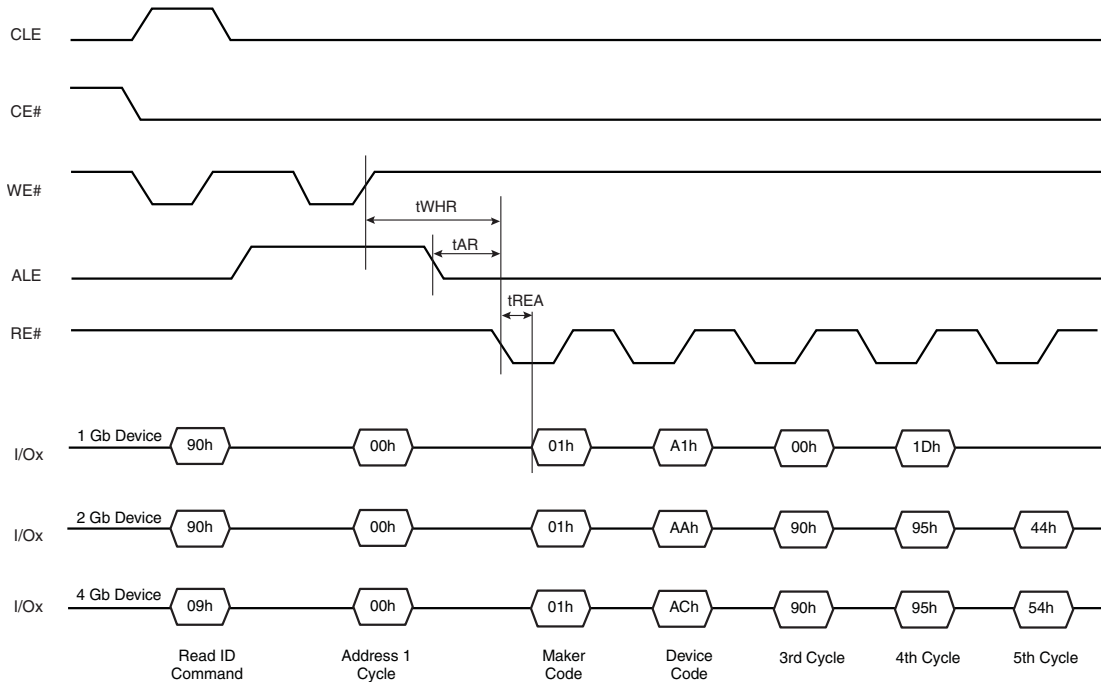 CLE
CE#
WE#
tWHR
tAR
ALE
tREA
RE#
1 Gb Device
I/Ox
90h
00h
01h
A1h
00h
1Dh
2 Gb Device
I/Ox
90h
00h
01h
AAh
90h
95h
44h
4 Gb Device
I/Ox
09h
00h
01h
ACh
90h
95h
54h
Read ID
Command
Address 1
Cycle
Maker
Code
Device
Code
3rd Cycle
4th Cycle
5th Cycle